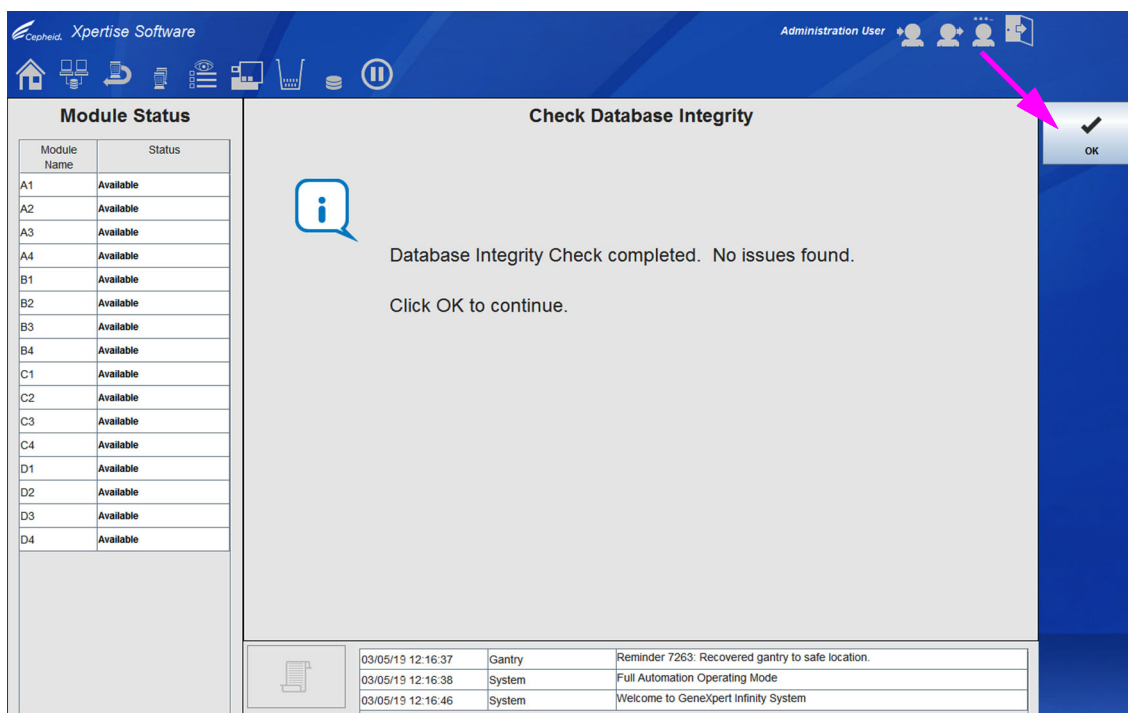 Cepheid. Xpertise Software
Administration User
Module Status
Module Name Status
A1 Available
A2 Available
A3 Available
A4 Available
B1 Available
B2 Available
B3 Available
B4 Available
C1 Available
C2 Available
C3 Available
C4 Available
D1 Available
D2 Available
D3 Available
D4 Available
Check Database Integrity
Database Integrity Check completed. No issues found.
Click OK to continue.
OK
03/05/19 12:16:37 Gantry Reminder 7263: Recovered gantry to safe location.
03/05/19 12:16:38 System Full Automation Operating Mode
03/05/19 12:16:46 System Welcome to GeneXpert Infinity System